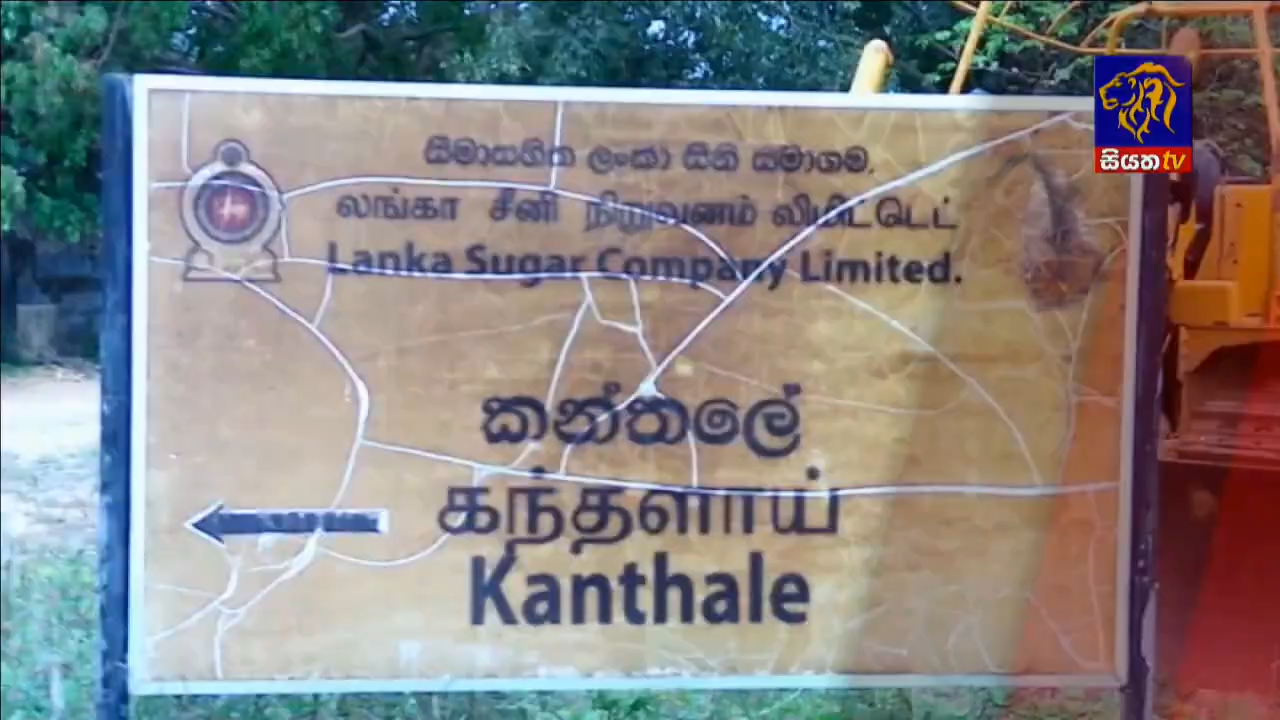 සීමාසහිත ලංකා සීනි සමාගම.
லங்கா சீனி நிறுவனம் லிமிட்டெட்
Lanka Sugar Company Limited.
කන්තලේ
கந்தளாய்
Kanthale
සියත tv